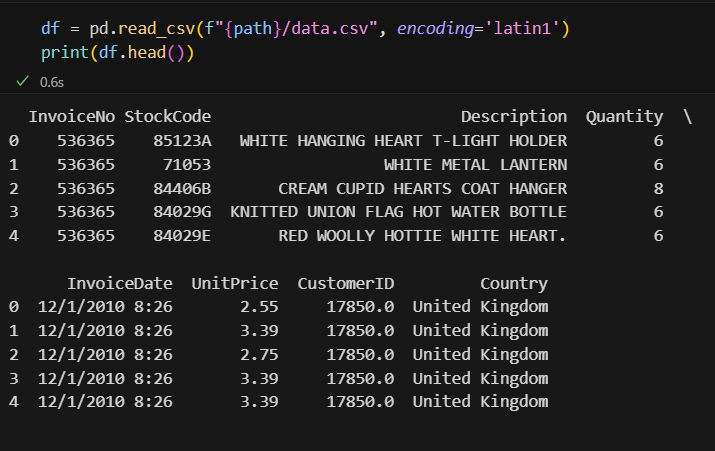 df = pd.read_csv(f"{path}/data.csv", encoding='latin1')
print(df.head())
✓ 0.6s
InvoiceNo StockCode Description Quantity \
0 536365 85123A WHITE HANGING HEART T-LIGHT HOLDER 6
1 536365 71053 WHITE METAL LANTERN 6
2 536365 84406B CREAM CUPID HEARTS COAT HANGER 8
3 536365 84029G KNITTED UNION FLAG HOT WATER BOTTLE 6
4 536365 84029E RED WOOLLY HOTTIE WHITE HEART. 6
InvoiceDate UnitPrice CustomerID Country
0 12/1/2010 8:26 2.55 17850.0 United Kingdom
1 12/1/2010 8:26 3.39 17850.0 United Kingdom
2 12/1/2010 8:26 2.75 17850.0 United Kingdom
3 12/1/2010 8:26 3.39 17850.0 United Kingdom
4 12/1/2010 8:26 3.39 17850.0 United Kingdom